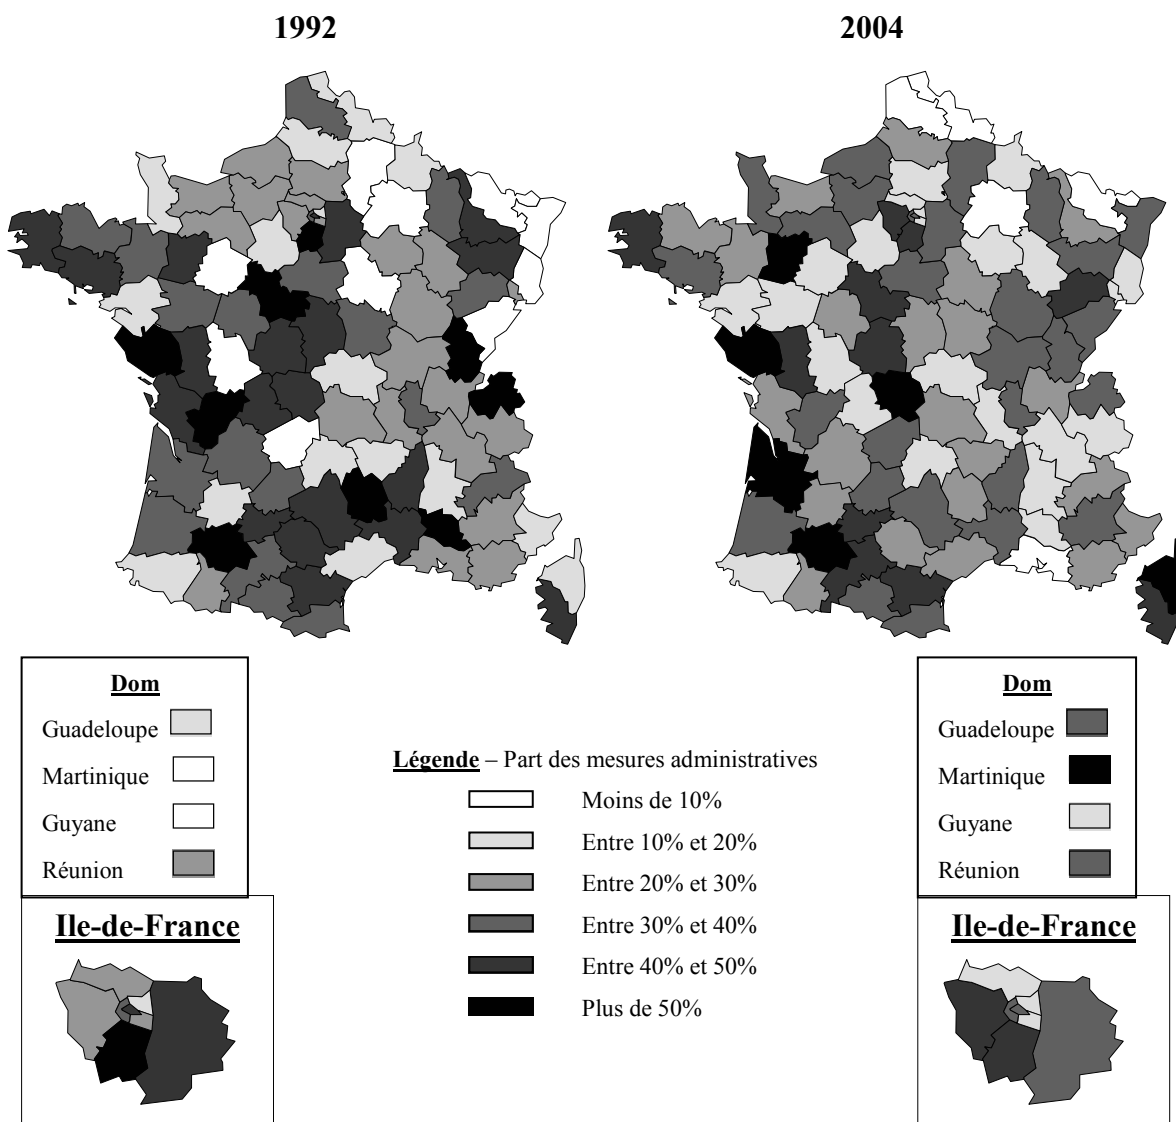 1992
2004
Dom
Guadeloupe
Martinique
Guyane
Réunion
Ile-de-France
Légende – Part des mesures administratives
Moins de 10%
Entre 10% et 20%
Entre 20% et 30%
Entre 30% et 40%
Entre 40% et 50%
Plus de 50%
Dom
Guadeloupe
Martinique
Guyane
Réunion
Ile-de-France